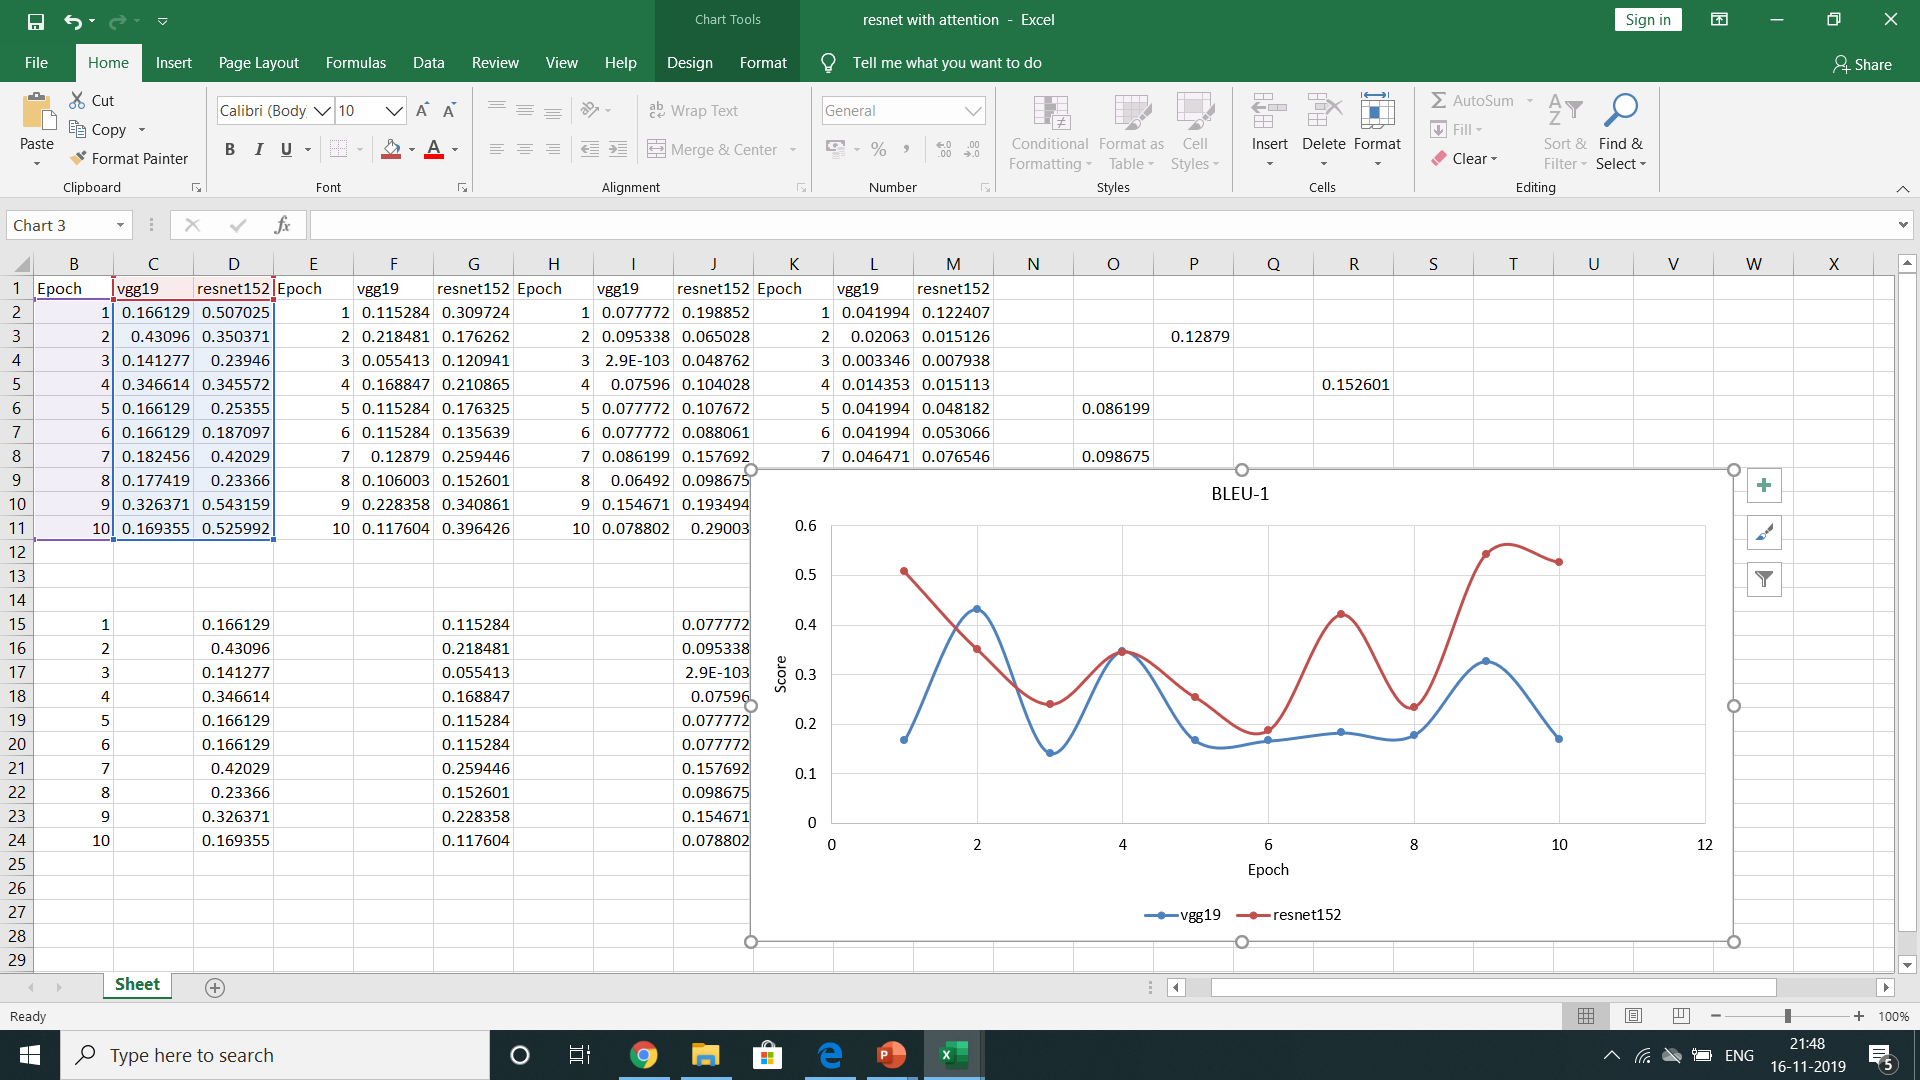 Chart Tools
resnet with attention - Excel
Sign in
File Home Insert Page Layout Formulas Data Review View Help Design Format Tell me what you want to do Share
Paste
Cut
Copy
Format Painter
Clipboard
Calibri (Body 10
B I U
Font
Wrap Text
Merge & Center
Alignment
General
Number
Conditional Formatting
Format as Table
Cell Styles
Styles
Insert Delete Format
Cells
AutoSum
Fill
Clear
Sort & Filter
Find & Select
Editing
Chart 3
fx
B C D E F G H I J K L M N O P Q R S T U V W X
1 Epoch vgg19 resnet152 Epoch vgg19 resnet152 Epoch vgg19 resnet152 Epoch vgg19 resnet152
2 1 0.166129 0.507025 1 0.115284 0.309724 1 0.077772 0.198852 1 0.041994 0.122407
3 2 0.43096 0.350371 2 0.218481 0.176262 2 0.095338 0.065028 2 0.02063 0.015126 0.12879
4 3 0.141277 0.23946 3 0.055413 0.120941 3 2.9E-103 0.048762 3 0.003346 0.007938
5 4 0.346614 0.345572 4 0.168847 0.210865 4 0.07596 0.104028 4 0.014353 0.015113 0.152601
6 5 0.166129 0.25355 5 0.115284 0.176325 5 0.077772 0.107672 5 0.041994 0.048182 0.086199
7 6 0.166129 0.187097 6 0.115284 0.135639 6 0.077772 0.088061 6 0.041994 0.053066
8 7 0.182456 0.42029 7 0.12879 0.259446 7 0.086199 0.157692 7 0.046471 0.076546 0.098675
9 8 0.177419 0.23366 8 0.106003 0.152601 8 0.06492 0.098675
10 9 0.326371 0.543159 9 0.228358 0.340861 9 0.154671 0.193494
11 10 0.169355 0.525992 10 0.117604 0.396426 10 0.078802 0.29003
12
13
14
15 1 0.166129 0.115284 0.077772
16 2 0.43096 0.218481 0.095338
17 3 0.141277 0.055413 2.9E-103
18 4 0.346614 0.168847 0.07596
19 5 0.166129 0.115284 0.077772
20 6 0.166129 0.115284 0.077772
21 7 0.42029 0.259446 0.157692
22 8 0.23366 0.152601 0.098675
23 9 0.326371 0.228358 0.154671
24 10 0.169355 0.117604 0.078802
25
26
27
28
29
BLEU-1
0.6
0.5
0.4
0.3
0.2
0.1
0
Score
0 2 4 6 8 10 12
Epoch
vgg19 resnet152
Sheet
Ready
100%
Type here to search
ENG
21:48
16-11-2019
5